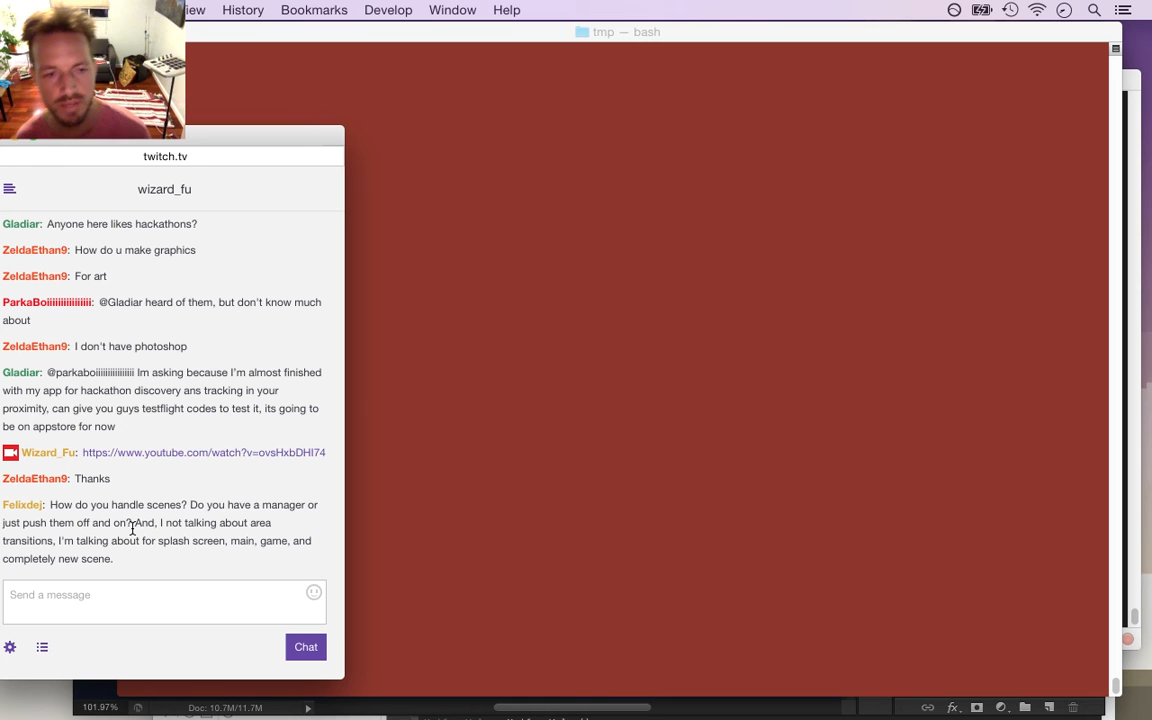 History Bookmarks Develop Window Help
tmp — bash
twitch.tv
wizard_fu
Gladiar: Anyone here likes hackathons?
ZeldaEthan9: How do u make graphics
ZeldaEthan9: For art
ParkaBoiiiiiiiiiiiiiiii: @Gladiar heard of them, but don't know much
about
ZeldaEthan9: I don't have photoshop
Gladiar: @parkaboiiiiiiiiiiiiiiii Im asking because I'm almost finished
with my app for hackathon discovery ans tracking in your
proximity, can give you guys testflight codes to test it, its going to
be on appstore for now
Wizard_Fu: https://www.youtube.com/watch?v=ovsHxbDHI74
ZeldaEthan9: Thanks
Felixdej: How do you handle scenes? Do you have a manager or
just push them off and on? And, I not talking about area
transitions, I'm talking about for splash screen, main, game, and
completely new scene.
Send a message
Chat
101.97% Doc: 10.7M/11.7M